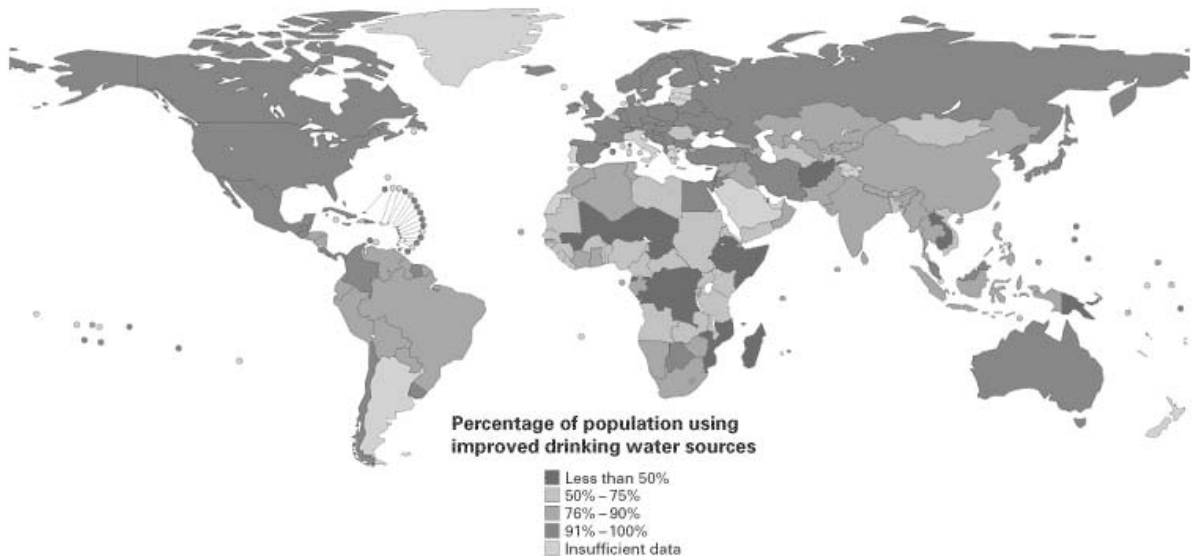 Percentage of population using
improved drinking water sources
Less than 50%
50% – 75%
76% – 90%
91% – 100%
Insufficient data